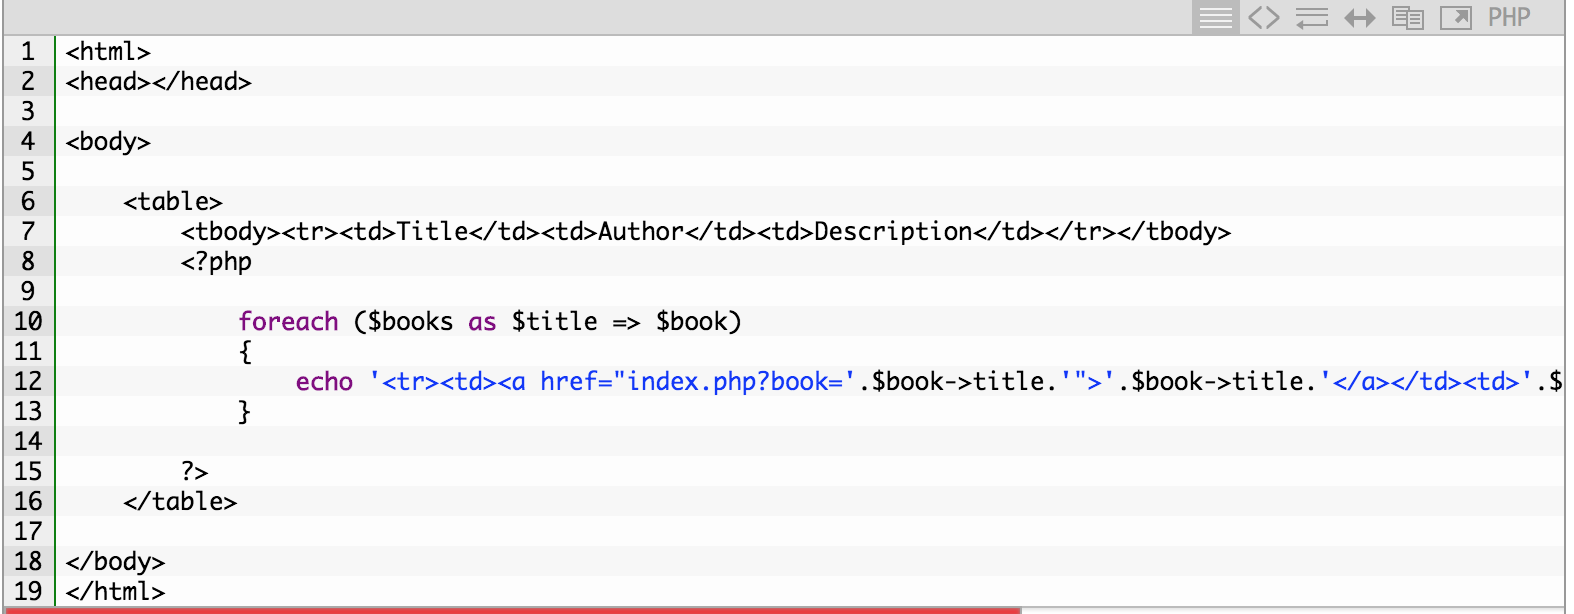 PHP
1 <html>
2 <head></head>
3
4 <body>
5
6     <table>
7         <tbody><tr><td>Title</td><td>Author</td><td>Description</td></tr></tbody>
8         <?php
9
10             foreach ($books as $title => $book)
11             {
12                 echo '<tr><td><a href="index.php?book='.$book->title.'">'.$book->title.'</a></td><td>'.$
13             }
14
15         ?>
16     </table>
17
18 </body>
19 </html>